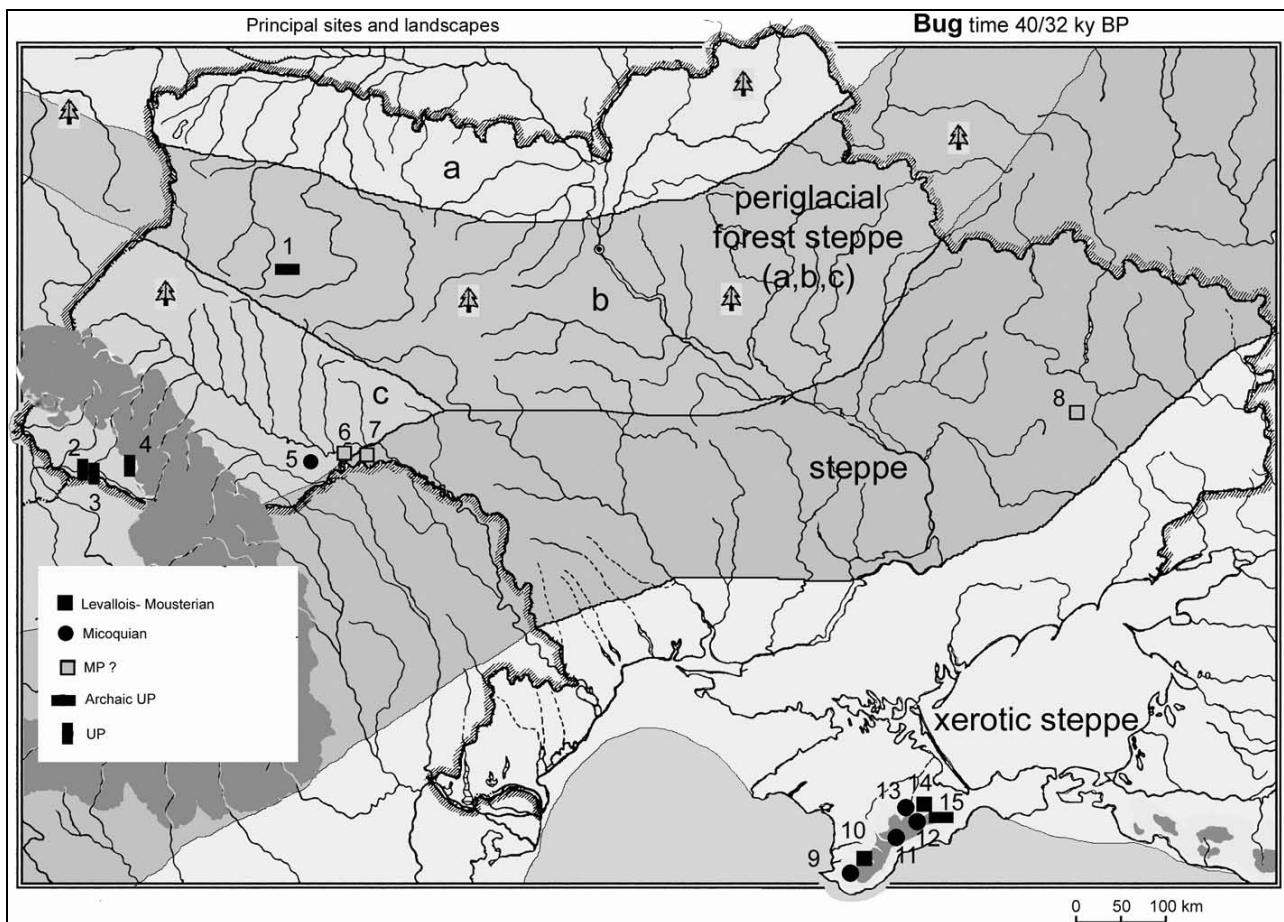 Principal sites and landscapes
Bug time 40/32 ky BP
a
periglacial
forest steppe
(a,b,c)
1
b
c
8
2
4
5
6
7
3
steppe
Levallois- Mousterian
Micoquian
MP ?
Archaic UP
UP
xerotic steppe
13
14
15
10
12
11
9
0 50 100 km